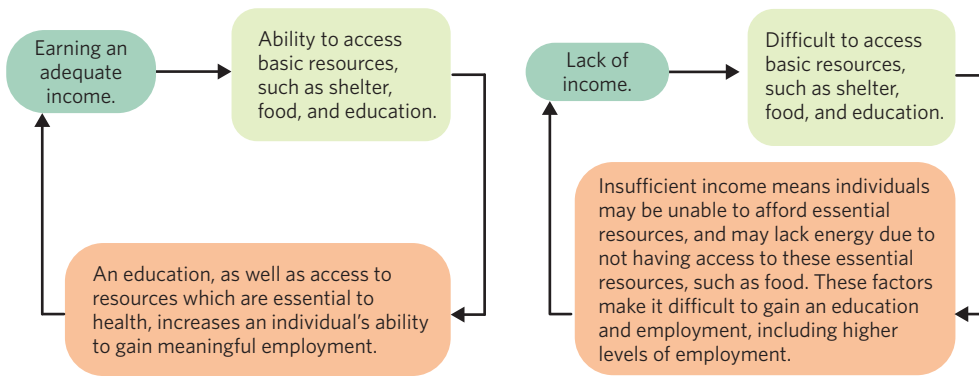 Earning an
adequate
income.
Ability to access
basic resources,
such as shelter,
food, and education.
An education, as well as access to
resources which are essential to
health, increases an individual’s ability
to gain meaningful employment.
Lack of
income.
Difficult to access
basic resources,
such as shelter,
food, and education.
Insufficient income means individuals
may be unable to afford essential
resources, and may lack energy due to
not having access to these essential
resources, such as food. These factors
make it difficult to gain an education
and employment, including higher
levels of employment.